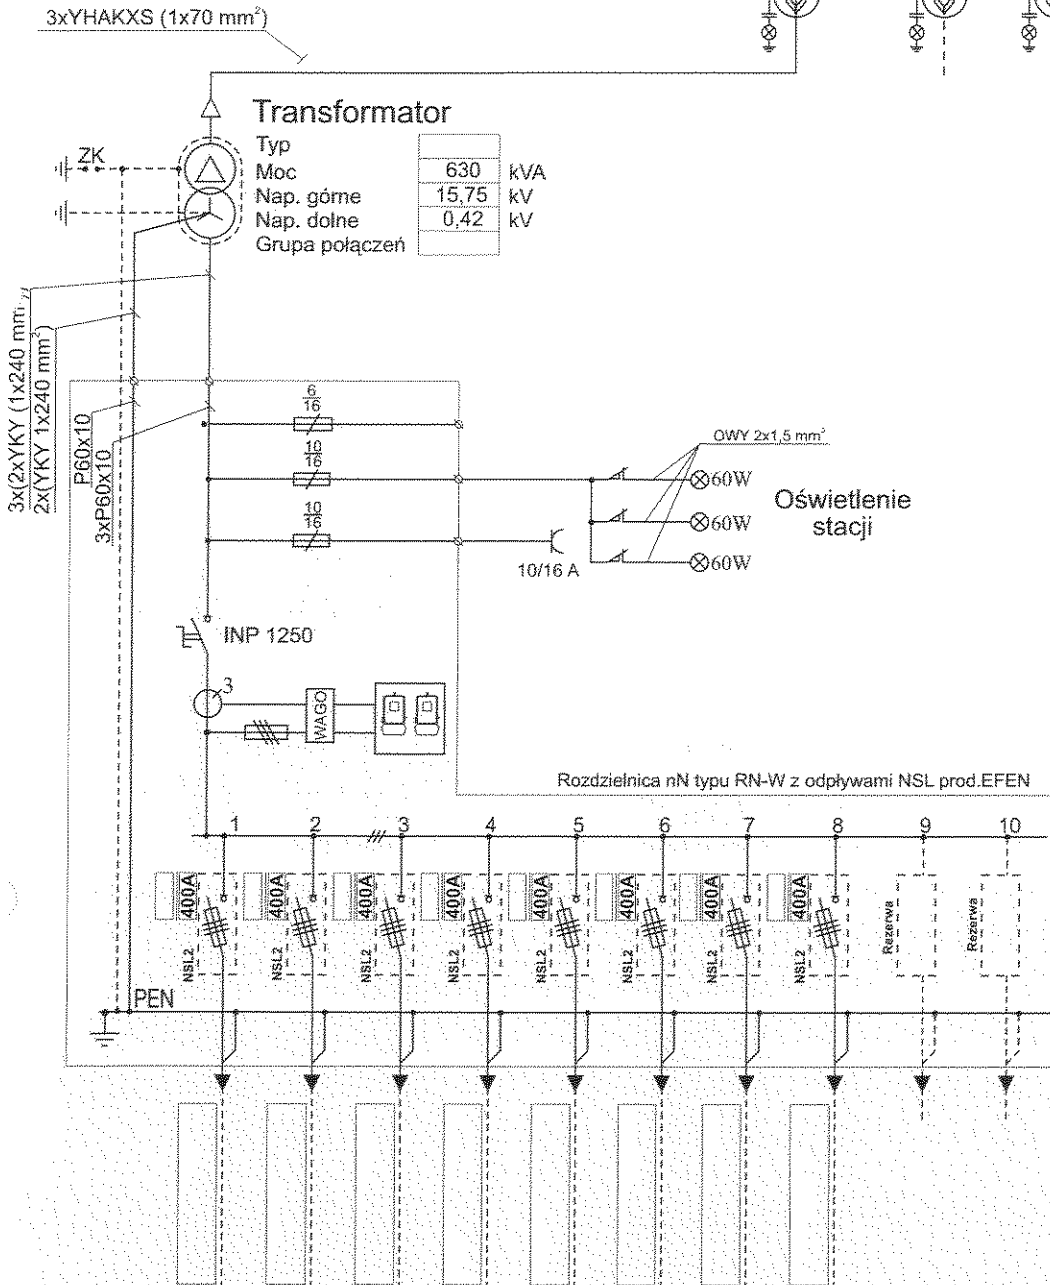 3xYHAKXS (1x70 mm²)
Transformator
Typ
Moc 630 kVA
Nap. górne 15,75 kV
Nap. dolne 0,42 kV
Grupa połączeń
ZK
3x(2xYKY (1x240 mm
2x(YKY 1x240 mm²)
P60x10
3xP60x10
6
16
10
16
10
16
OWY 2x1,5 mm²
60W
60W
60W
Oświetlenie
stacji
10/16 A
INP 1250
3
WAGO
Rozdzielnica nN typu RN-W z odpływami NSL prod.EFEN
1 2 3 4 5 6 7 8 9 10
400A 400A 400A 400A 400A 400A 400A 400A
NSL2 NSL2 NSL2 NSL2 NSL2 NSL2 NSL2 NSL2
Rezerwa Rezerwa
PEN